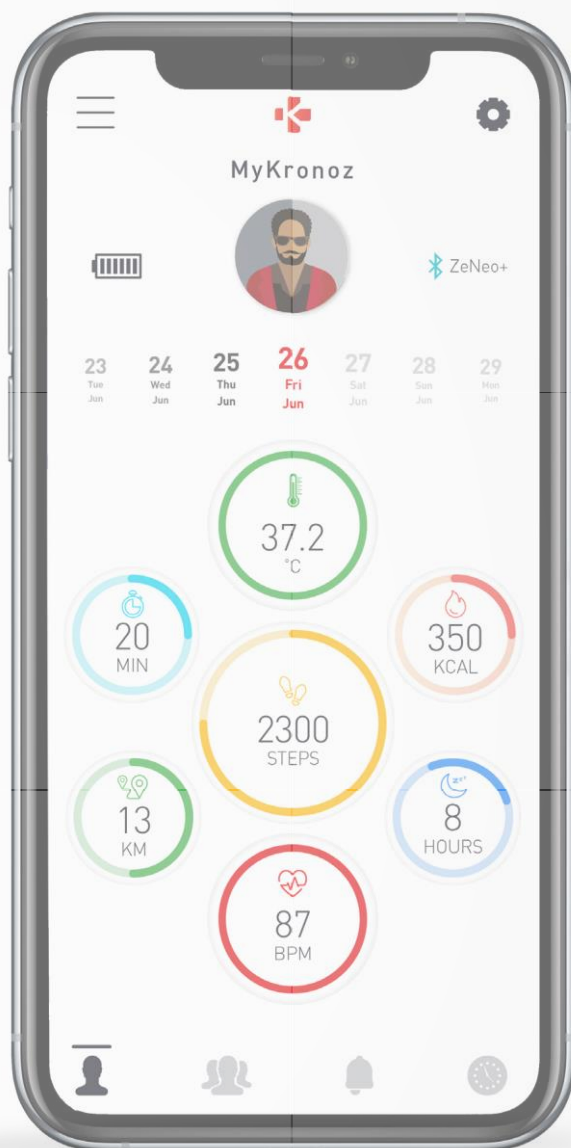 MyKronoz
ZeNeo+
23 24 25 26 27 28 29
Tue Wed Thu Fri Sat Sun Mon
Jun Jun Jun Jun Jun Jun Jun
37.2
°C
20
MIN
350
KCAL
2300
STEPS
13
KM
8
HOURS
87
BPM